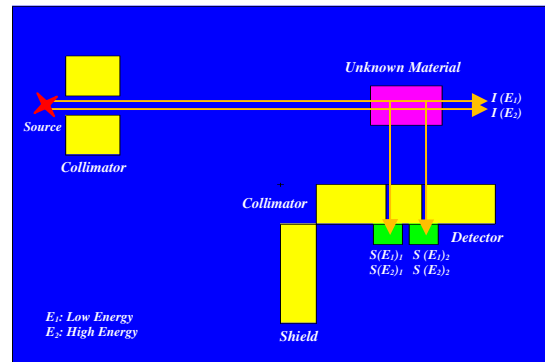 Unknown Material
I (E₁)
I (E₂)
Source
Collimator
Collimator
Detector
S(E₁)₁ S (E₁)₂
S(E₂)₁ S (E₂)₂
E₁: Low Energy
E₂: High Energy
Shield